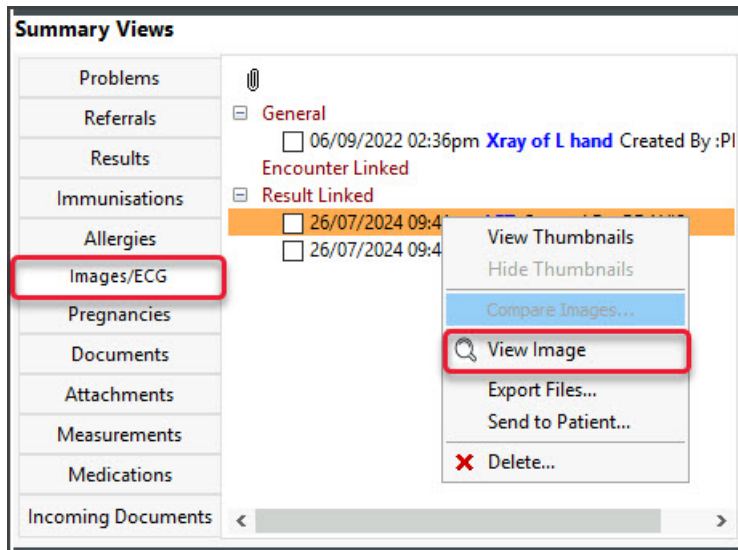 Summary Views
Problems
Referrals
Results
Immunisations
Allergies
Images/ECG
Pregnancies
Documents
Attachments
Measurements
Medications
Incoming Documents
General
06/09/2022 02:36pm Xray of L hand Created By :Pl
Encounter Linked
Result Linked
26/07/2024 09:4
26/07/2024 09:4
View Thumbnails
Hide Thumbnails
Compare Images...
View Image
Export Files...
Send to Patient...
Delete...